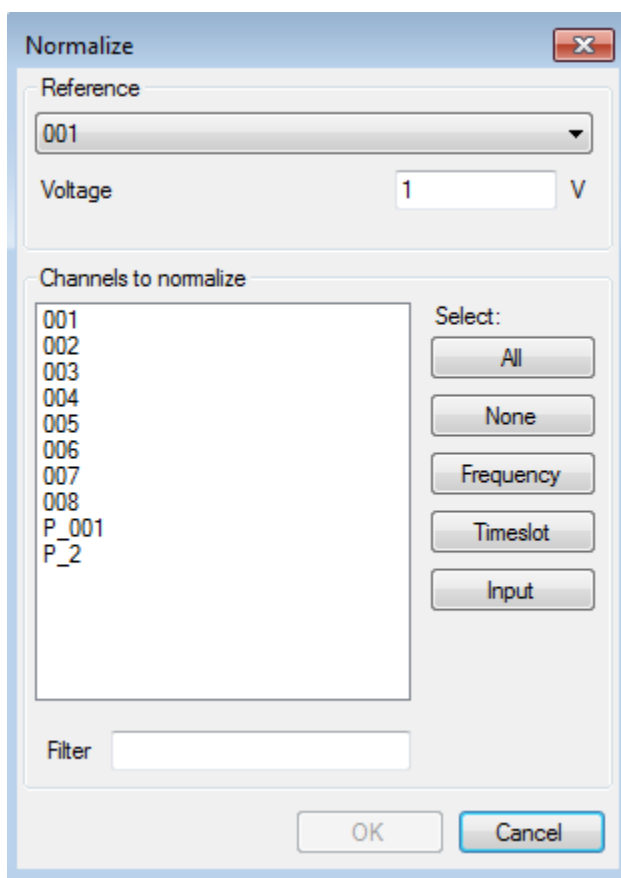 Normalize
Reference
001
Voltage 1 V
Channels to normalize
001
002
003
004
005
006
007
008
P_001
P_2
Select:
All
None
Frequency
Timeslot
Input
Filter
OK Cancel